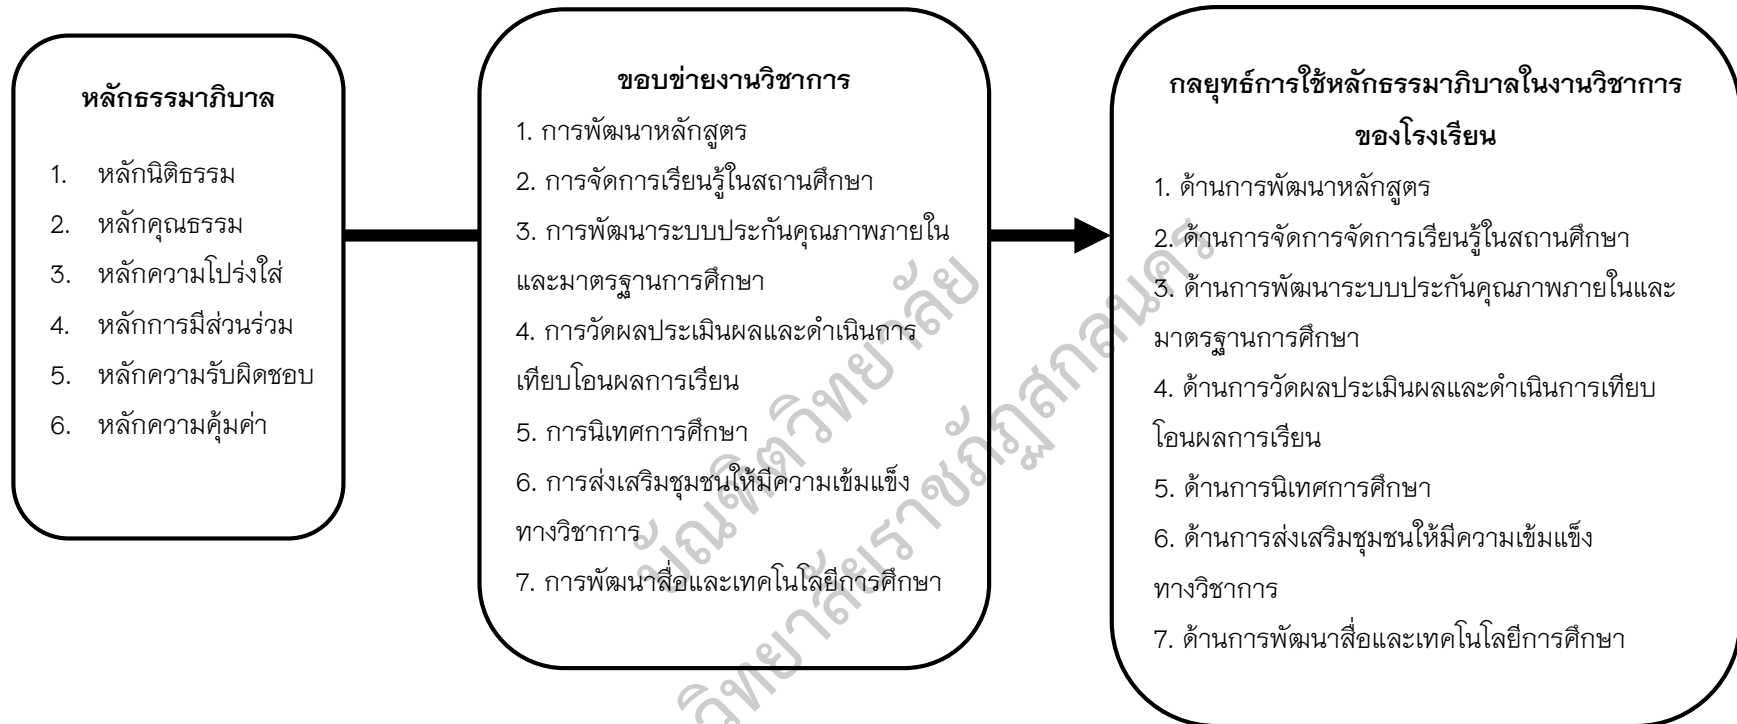 หลักธรรมาภิบาล
1. หลักนิติธรรม
2. หลักคุณธรรม
3. หลักความโปร่งใส่
4. หลักการมีส่วนร่วม
5. หลักความรับผิดชอบ
6. หลักความคุ้มค่า
ขอบข่ายงานวิชาการ
1. การพัฒนาหลักสูตร
2. การจัดการเรียนรู้ในสถานศึกษา
3. การพัฒนาระบบประกันคุณภาพภายใน
และมาตรฐานการศึกษา
4. การวัดผลประเมินผลและดำเนินการ
เทียบโอนผลการเรียน
5. การนิเทศการศึกษา
6. การส่งเสริมชุมชนให้มีความเข้มแข็ง
ทางวิชาการ
7. การพัฒนาสื่อและเทคโนโลยีการศึกษา
กลยุทธ์การใช้หลักธรรมาภิบาลในงานวิชาการ
ของโรงเรียน
1. ด้านการพัฒนาหลักสูตร
2. ด้านการจัดการจัดการเรียนรู้ในสถานศึกษา
3. ด้านการพัฒนาระบบประกันคุณภาพภายในและ
มาตรฐานการศึกษา
4. ด้านการวัดผลประเมินผลและดำเนินการเทียบ
โอนผลการเรียน
5. ด้านการนิเทศการศึกษา
6. ด้านการส่งเสริมชุมชนให้มีความเข้มแข็ง
ทางวิชาการ
7. ด้านการพัฒนาสื่อและเทคโนโลยีการศึกษา
บัณฑิตวิทยาลัย
วิทยาลัยราชภัฏสกลนคร